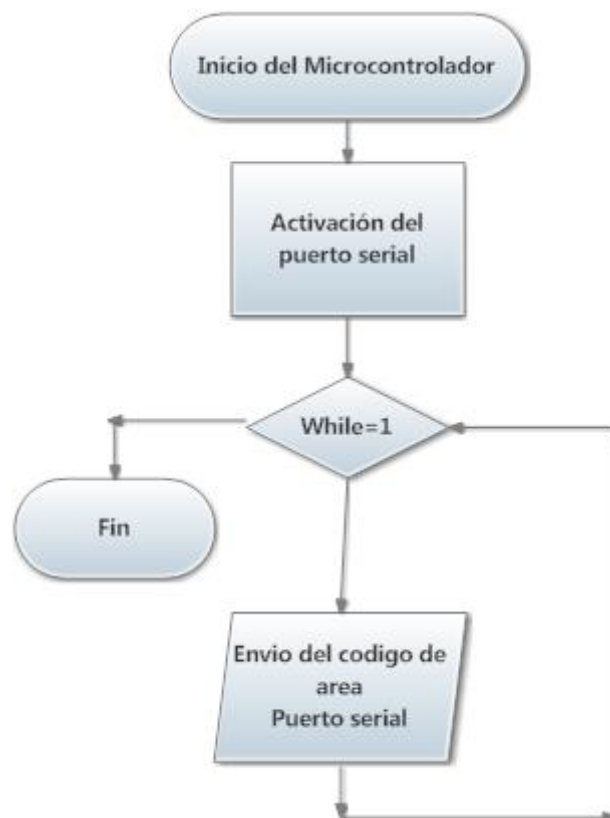 Inicio del Microcontrolador
Activación del
puerto serial
While=1
Fin
Envio del codigo de
area
Puerto serial